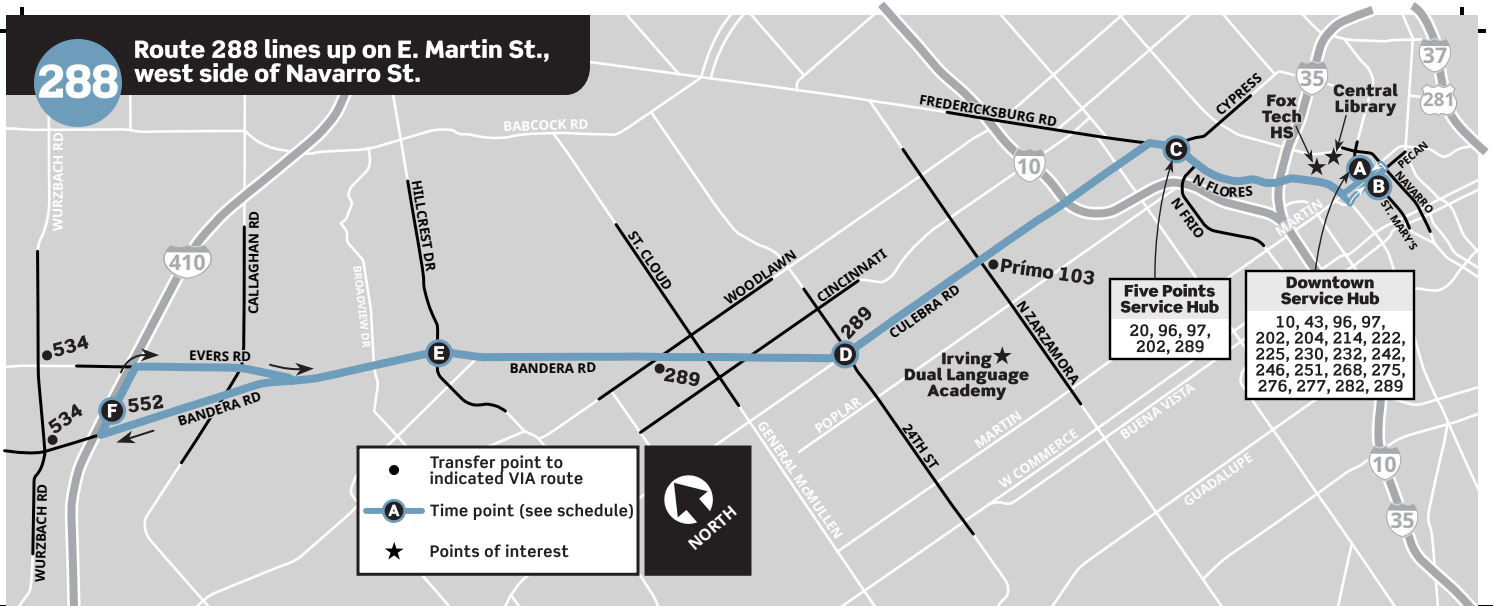 288
Route 288 lines up on E. Martin St.,
west side of Navarro St.
37
281
35
Central
Library
Fox
Tech
HS
CYPRESS
FREDERICKSBURG RD
BABCOCK RD
WURZBACH RD
10
C
A
B
PECAN
NAVARRO
ST. MARY'S
N FLORES
N FRIO
MARTIN
HILLCREST DR
CALLAGHAN RD
410
BROADVIEW DR
ST. CLOUD
WOODLAWN
CINCINNATI
289
CULEBRA RD
Prímo 103
N ZARZAMORA
Five Points
Service Hub
20, 96, 97,
202, 289
Downtown
Service Hub
10, 43, 96, 97,
202, 204, 214, 222,
225, 230, 232, 242,
246, 251, 268, 275,
276, 277, 282, 289
534
EVERS RD
E
BANDERA RD
289
D
Irving
Dual Language
Academy
F
552
534
BANDERA RD
POPLAR
MARTIN
BUENA VISTA
W COMMERCE
GUADALUPE
24TH ST
GENERAL McMULLEN
WURZBACH RD
Transfer point to
indicated VIA route
A
Time point (see schedule)
Points of interest
NORTH
10
35